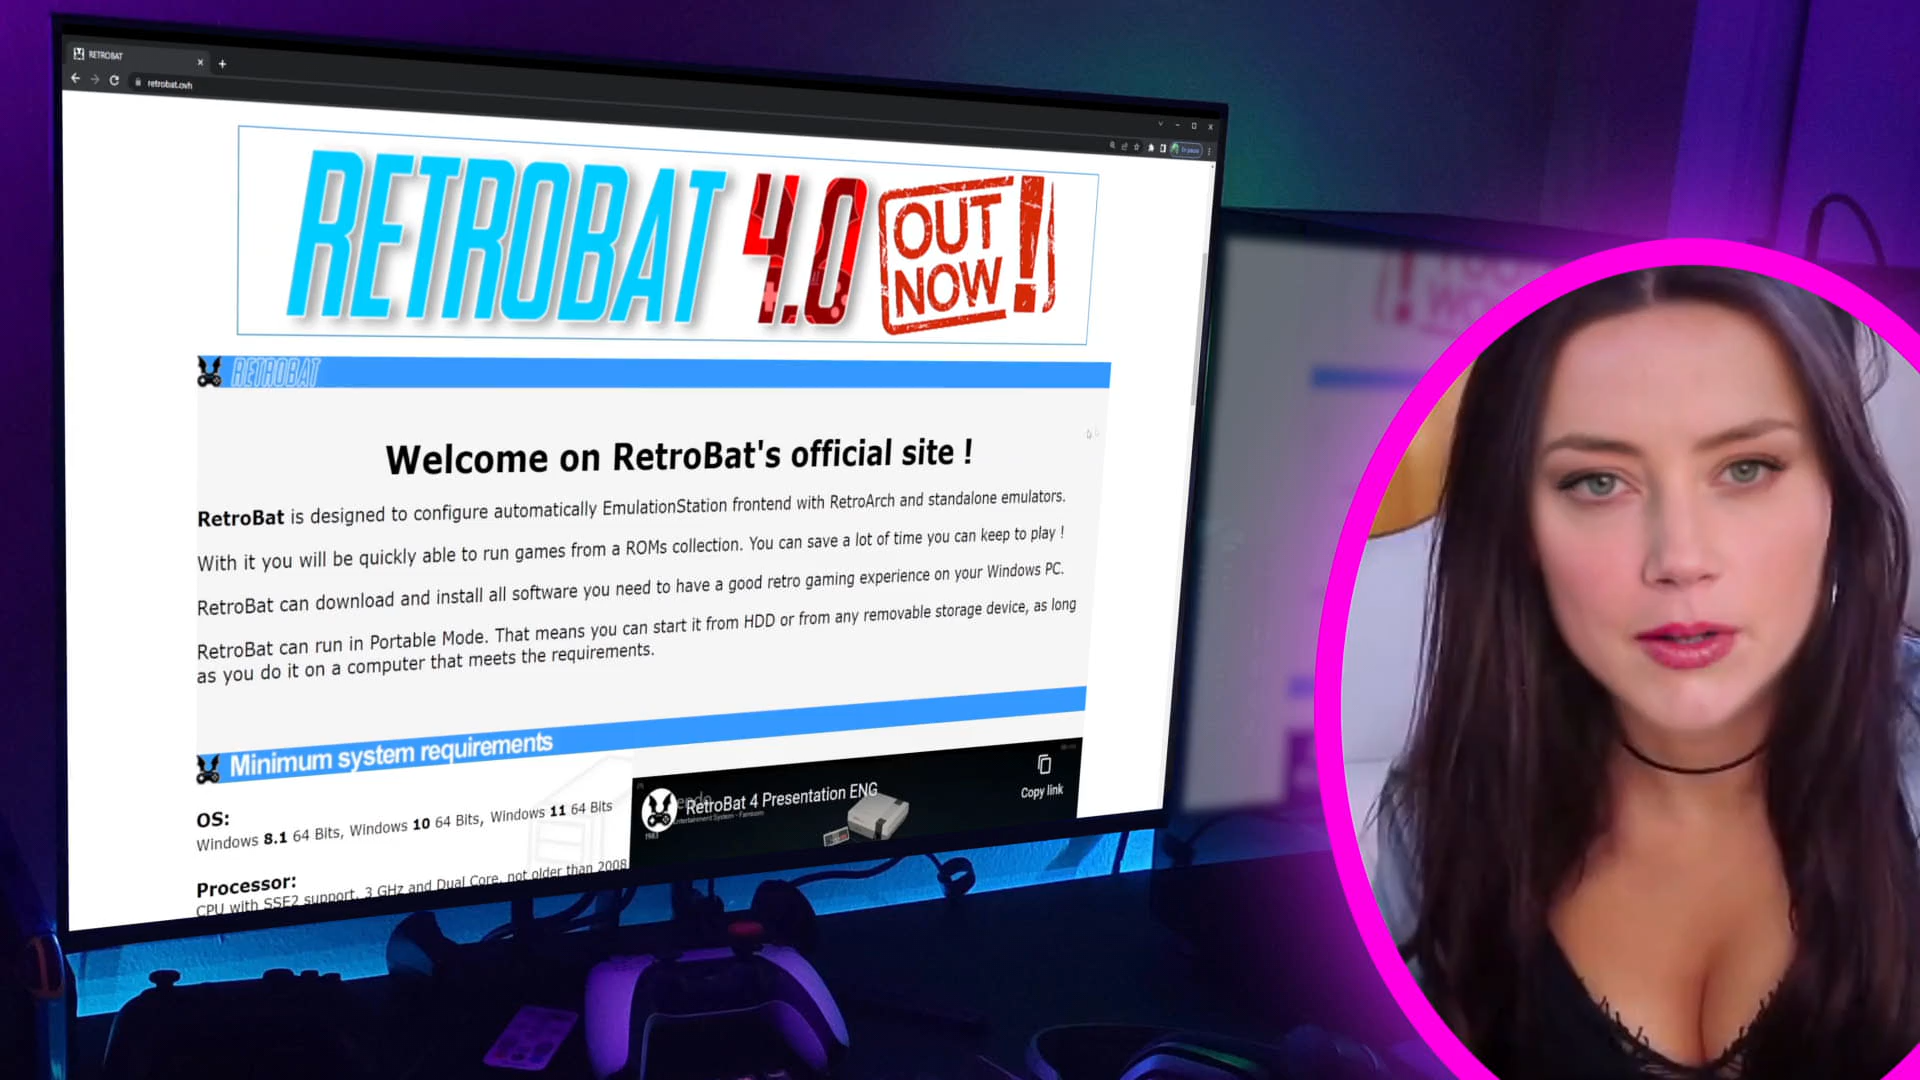 RETROBAT
retrobat.ovh
RETROBAT 4.0 OUT NOW!
RETROBAT
Welcome on RetroBat's official site !
RetroBat is designed to configure automatically EmulationStation frontend with RetroArch and standalone emulators.
With it you will be quickly able to run games from a ROMs collection. You can save a lot of time you can keep to play !
RetroBat can download and install all software you need to have a good retro gaming experience on your Windows PC.
RetroBat can run in Portable Mode. That means you can start it from HDD or from any removable storage device, as long
as you do it on a computer that meets the requirements.
Minimum system requirements
OS:
Windows 8.1 64 Bits, Windows 10 64 Bits, Windows 11 64 Bits
Processor:
CPU with SSE2 support, 3 GHz and Dual Core, not older than 2008
RetroBat 4 Presentation ENG
Entertainment System - Famicom
1983
Copy link